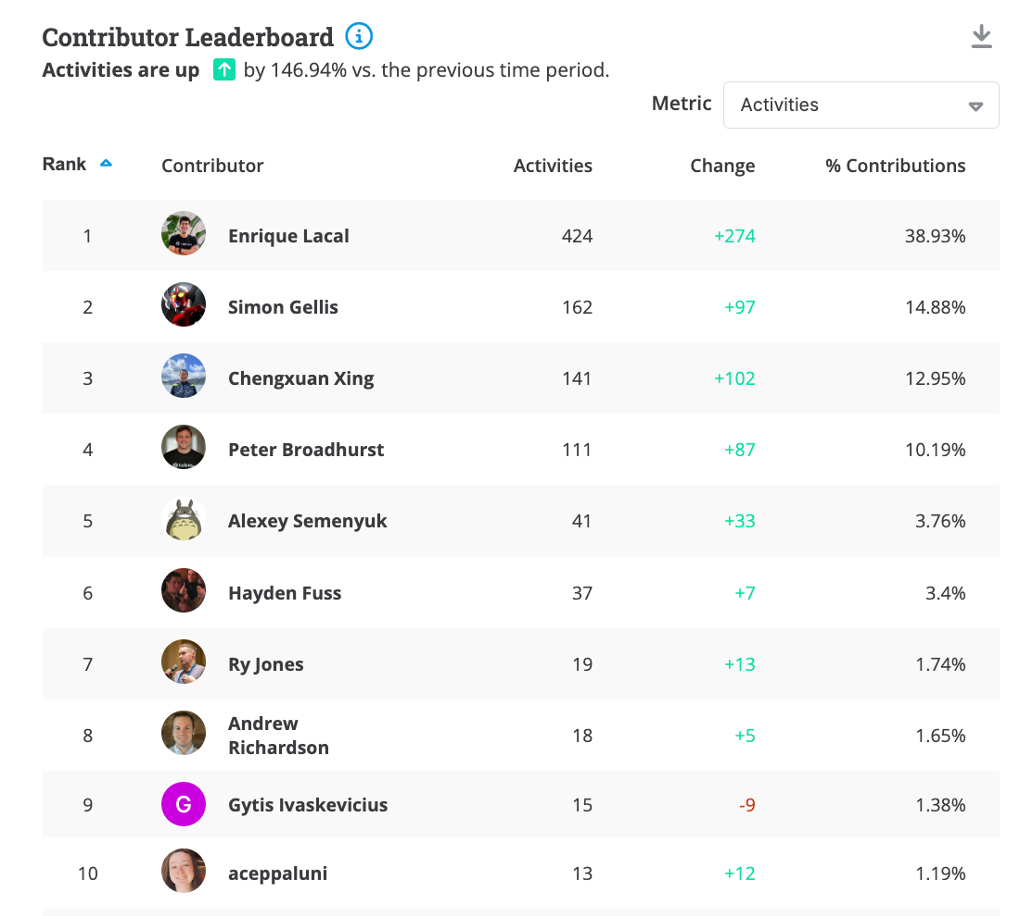 Contributor Leaderboard
Activities are up by 146.94% vs. the previous time period.
Metric Activities
Rank Contributor Activities Change % Contributions
1 Enrique Lacal 424 +274 38.93%
2 Simon Gellis 162 +97 14.88%
3 Chengxuan Xing 141 +102 12.95%
4 Peter Broadhurst 111 +87 10.19%
5 Alexey Semenyuk 41 +33 3.76%
6 Hayden Fuss 37 +7 3.4%
7 Ry Jones 19 +13 1.74%
8 Andrew
Richardson 18 +5 1.65%
9 G Gytis Ivaskevicius 15 -9 1.38%
10 aceppaluni 13 +12 1.19%